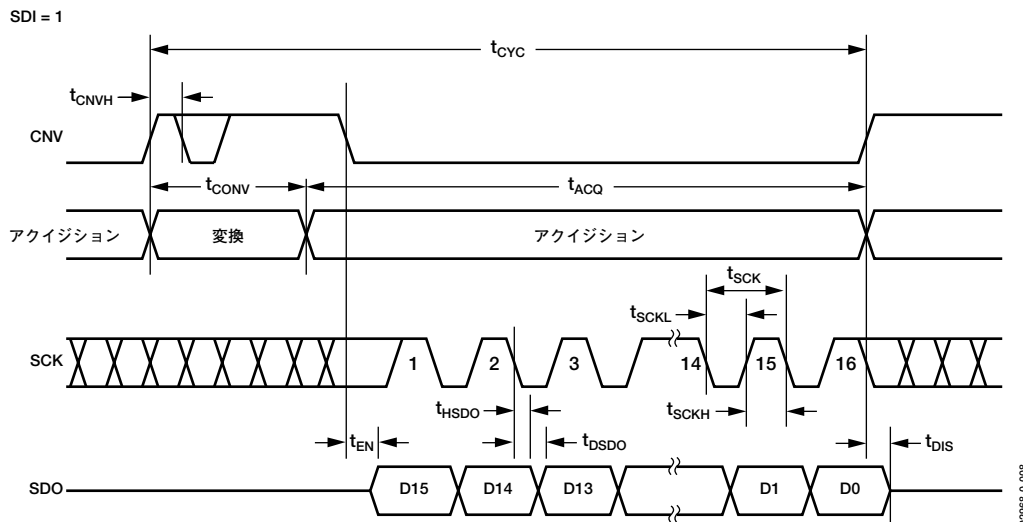 SDI = 1
tCYC
tCNVH
CNV
tCONV
tACQ
アクイジション 変換 アクイジション
tSCK
tSCKL
SCK 1 2 3 14 15 16
tHSDO
tSCKH
tEN
tDSDO
tDIS
SDO D15 D14 D13 D1 D0